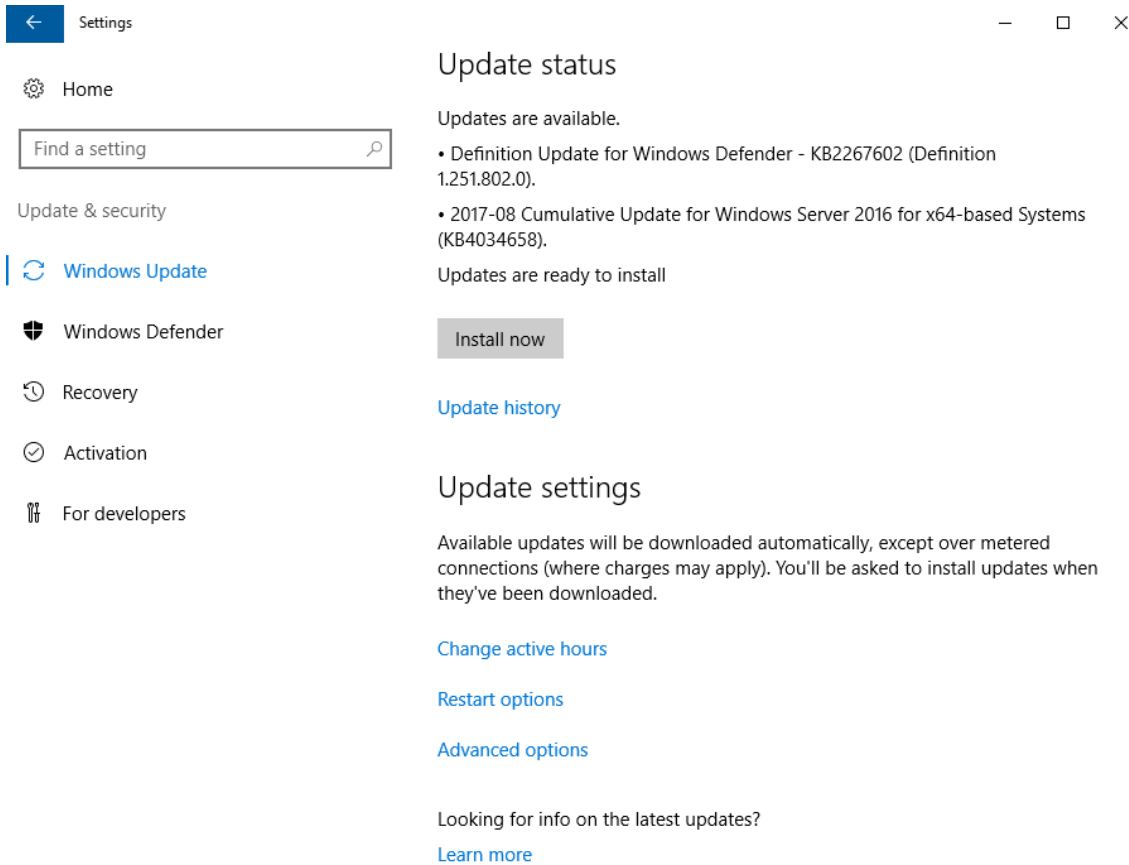 Settings
Home
Find a setting
Update & security
Windows Update
Windows Defender
Recovery
Activation
For developers
Update status
Updates are available.
• Definition Update for Windows Defender - KB2267602 (Definition
1.251.802.0).
• 2017-08 Cumulative Update for Windows Server 2016 for x64-based Systems
(KB4034658).
Updates are ready to install
Install now
Update history
Update settings
Available updates will be downloaded automatically, except over metered
connections (where charges may apply). You'll be asked to install updates when
they've been downloaded.
Change active hours
Restart options
Advanced options
Looking for info on the latest updates?
Learn more